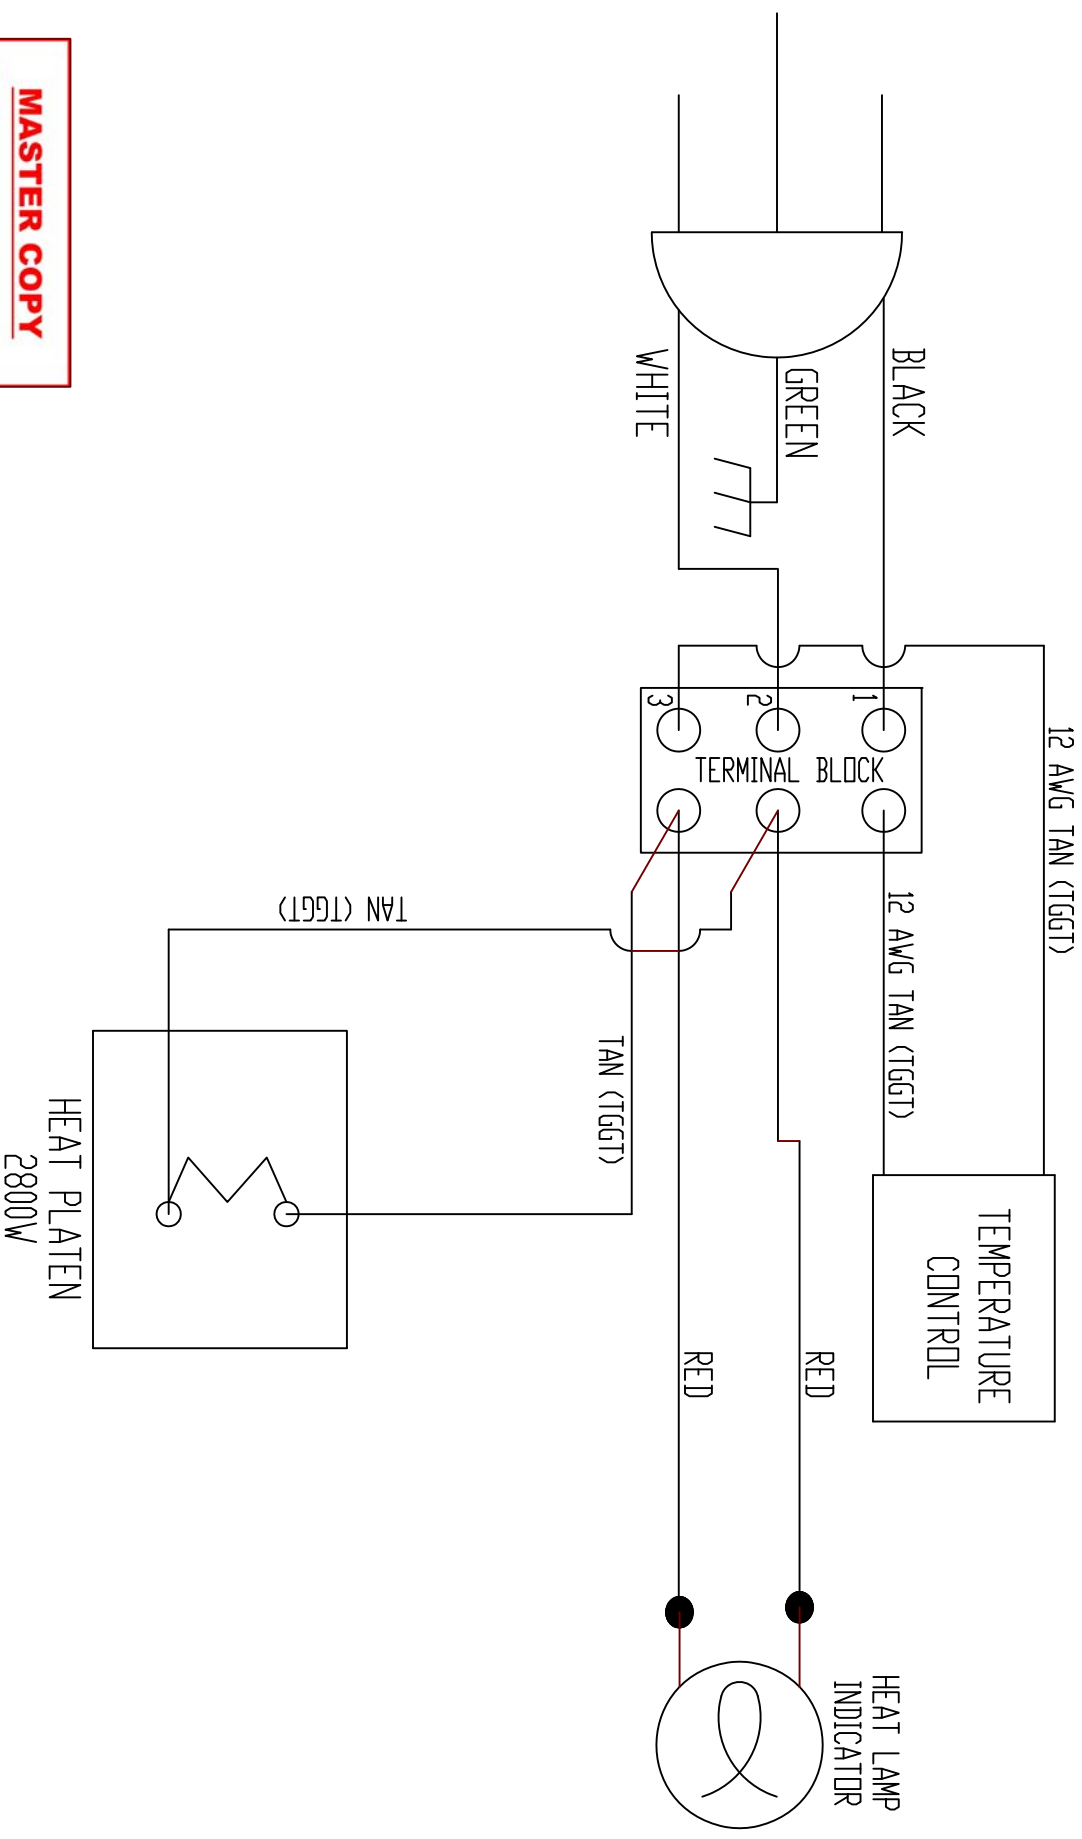 MASTER COPY
BLACK
GREEN
WHITE
1
2
3
TERMINAL BLOCK
12 AWG TAN (TGGT)
12 AWG TAN (TGGT)
TEMPERATURE
CONTROL
TAN (TGGT)
TAN (TGGT)
HEAT PLATEN
2800W
RED
RED
HEAT LAMP
INDICATOR